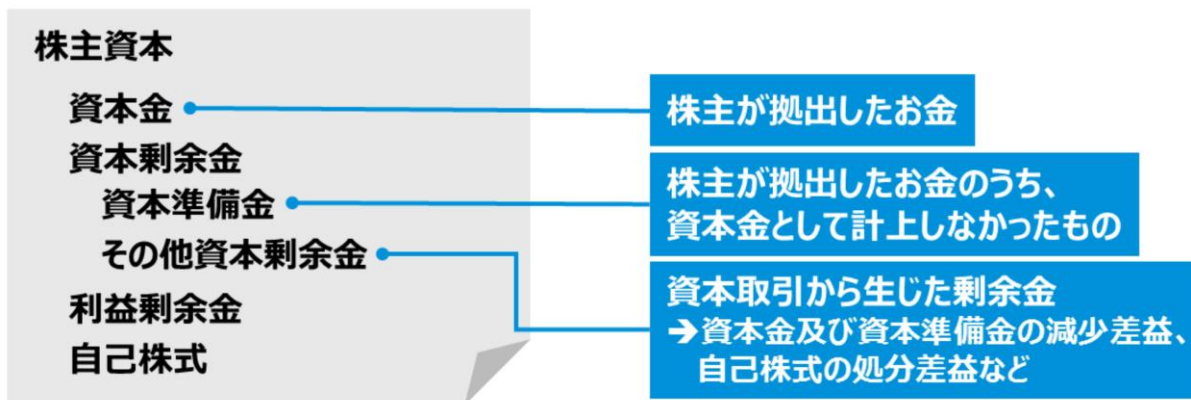 株主資本
資本金
資本剰余金
資本準備金
その他資本剰余金
利益剰余金
自己株式
株主が拠出したお金
株主が拠出したお金のうち、
資本金として計上しなかったもの
資本取引から生じた剰余金
➔資本金及び資本準備金の減少差益、
自己株式の処分差益など